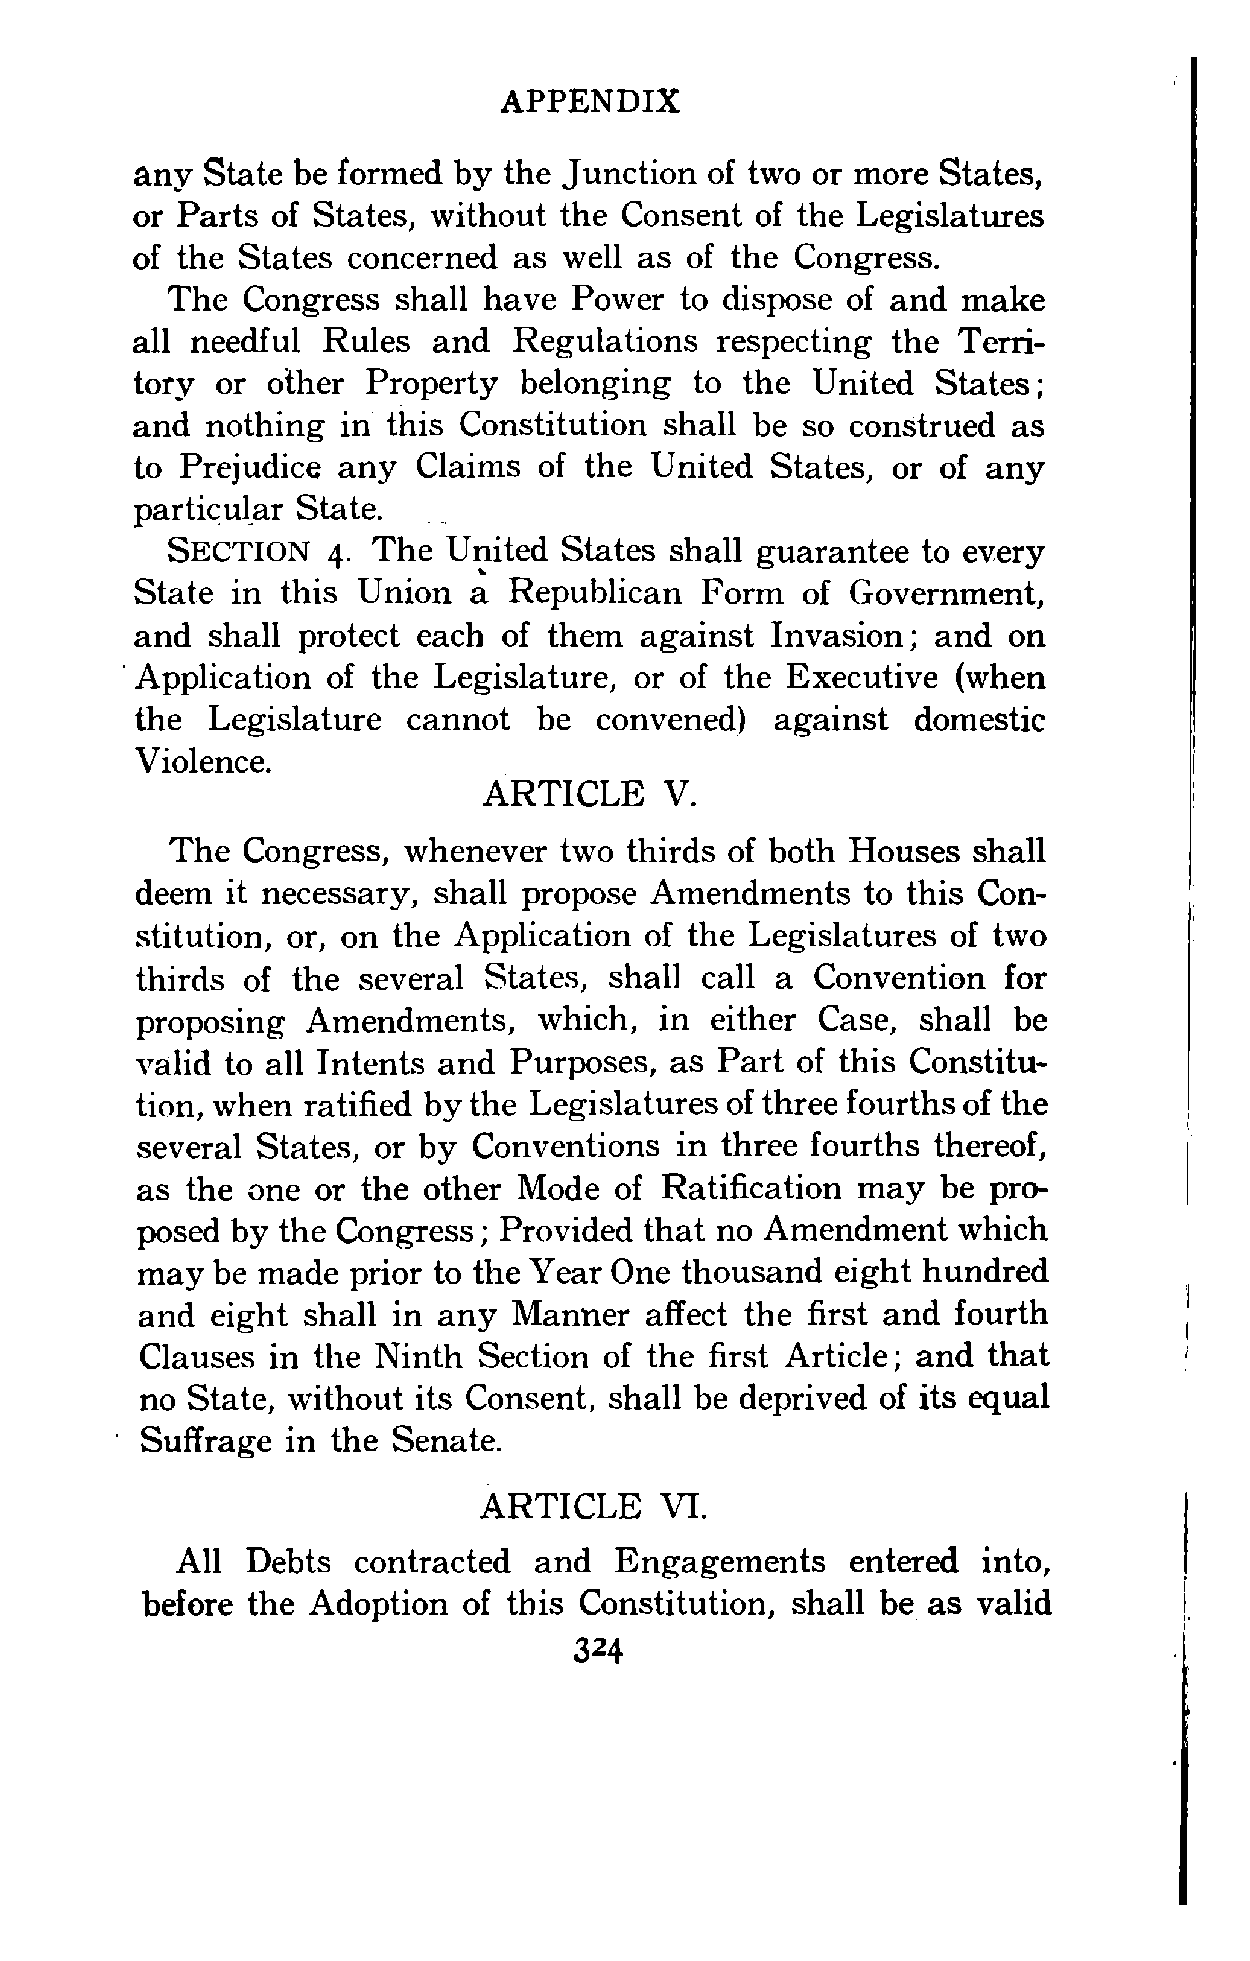 APPENDIX
any State be formed by the Junction of two or more States,
or Parts of States, without the Consent of the Legislatures
of the States concerned as well as of the Congress.
The Congress shall have Power to dispose of and make
all needful Rules and Regulations respecting the Terri-
tory or other Property belonging to the United States;
and nothing in this Constitution shall be so construed as
to Prejudice any Claims of the United States, or of any
particular State.
SECTION 4. The United States shall guarantee to every
State in this Union a Republican Form of Government,
and shall protect each of them against Invasion; and on
Application of the Legislature, or of the Executive (when
the Legislature cannot be convened) against domestic
Violence.
ARTICLE V.
The Congress, whenever two thirds of both Houses shall
deem it necessary, shall propose Amendments to this Con-
stitution, or, on the Application of the Legislatures of two
thirds of the several States, shall call a Convention for
proposing Amendments, which, in either Case, shall be
valid to all Intents and Purposes, as Part of this Constitu-
tion, when ratified by the Legislatures of three fourths of the
several States, or by Conventions in three fourths thereof,
as the one or the other Mode of Ratification may be pro-
posed by the Congress; Provided that no Amendment which
may be made prior to the Year One thousand eight hundred
and eight shall in any Manner affect the first and fourth
Clauses in the Ninth Section of the first Article; and that
no State, without its Consent, shall be deprived of its equal
Suffrage in the Senate.
ARTICLE VI.
All Debts contracted and Engagements entered into,
before the Adoption of this Constitution, shall be as valid
324